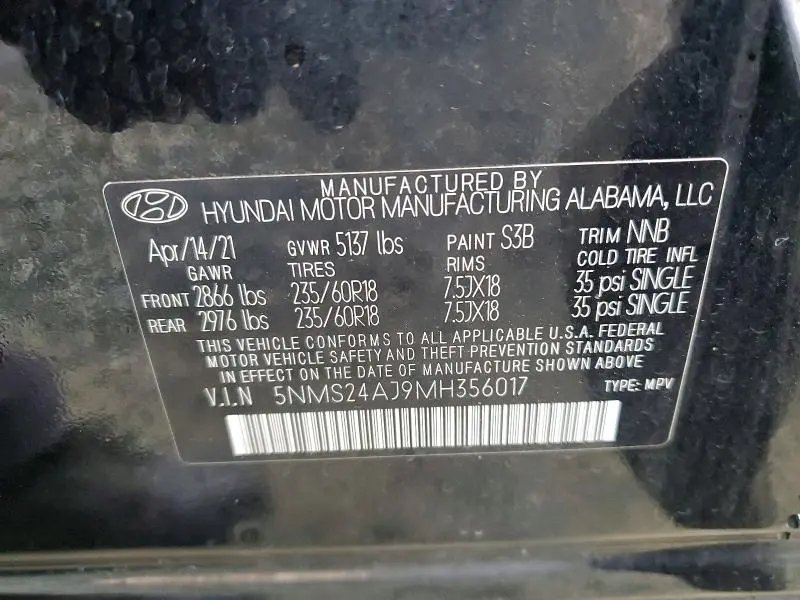 MANUFACTURED BY
HYUNDAI MOTOR MANUFACTURING ALABAMA, LLC
Apr/14/21 GVWR 5137 lbs PAINT S3B TRIM NNB
GAWR TIRES RIMS COLD TIRE INFL
FRONT 2866 lbs 235/60R18 7.5JX18 35 psi SINGLE
REAR 2976 lbs 235/60R18 7.5JX18 35 psi SINGLE
THIS VEHICLE CONFORMS TO ALL APPLICABLE U.S.A. FEDERAL
MOTOR VEHICLE SAFETY AND THEFT PREVENTION STANDARDS
IN EFFECT ON THE DATE OF MANUFACTURE SHOWN ABOVE
V.I.N 5NMS24AJ9MH356017 TYPE: MPV